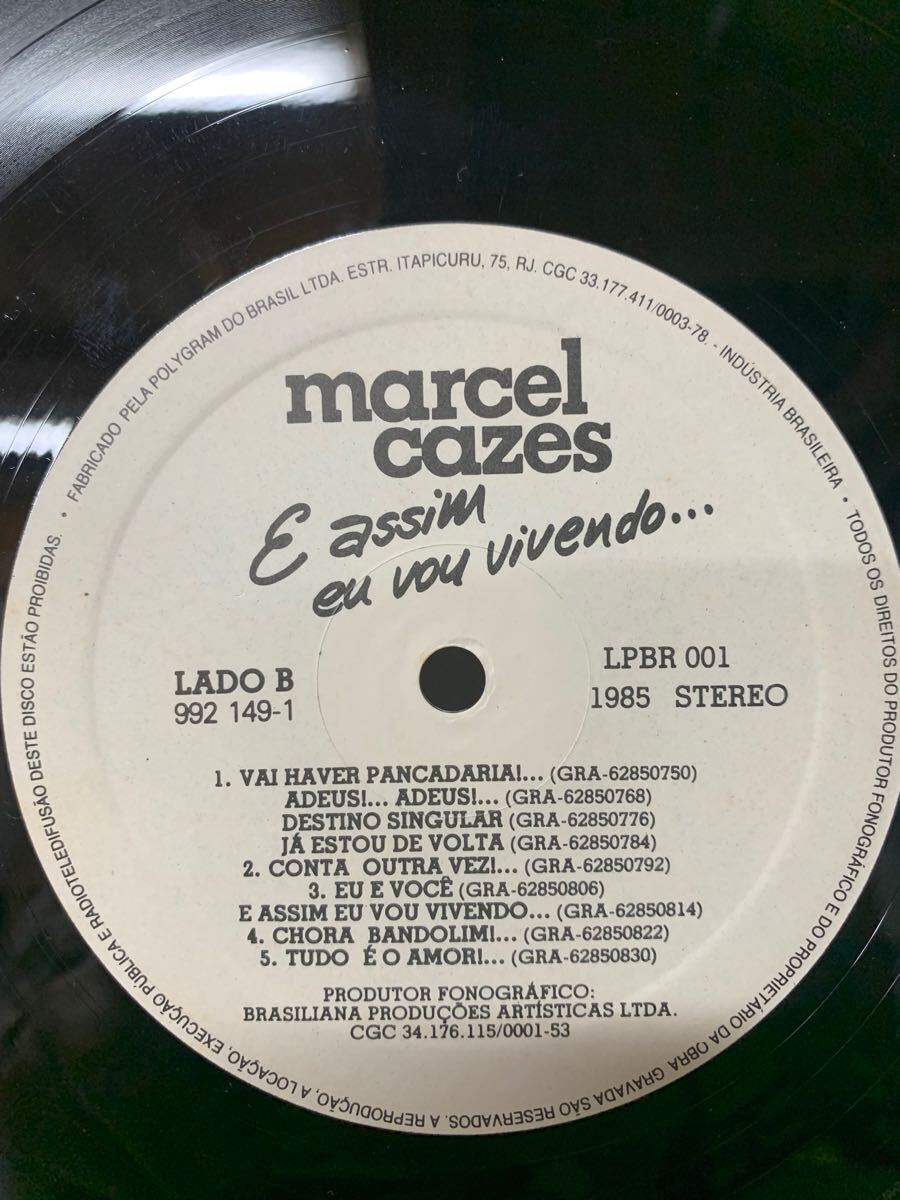 FABRICADO PELA POLYGRAM DO BRASIL LTDA. ESTR. ITAPICURU, 75, RJ. CGC 33.177.411/0003-78. - INDÚSTRIA BRASILEIRA • TODOS OS DIREITOS DO PRODUTOR FONOGRÁFICO E DO PROPRIETÁRIO DA OBRA GRAVADA SÃO RESERVADOS. A REPRODUÇÃO, A LOCAÇÃO, EXECUÇÃO PÚBLICA E RADIOTELEDIFUSÃO DESTE DISCO ESTÃO PROIBIDAS. •
marcel
cazes
E assim
eu vou vivendo...
LADO B
992 149-1
LPBR 001
1985 STEREO
1. VAI HAVER PANCADARIA!... (GRA-62850750)
ADEUS!... ADEUS!... (GRA-62850768)
DESTINO SINGULAR (GRA-62850776)
JÁ ESTOU DE VOLTA (GRA-62850784)
2. CONTA OUTRA VEZ!... (GRA-62850792)
3. EU E VOCÊ (GRA-62850806)
E ASSIM EU VOU VIVENDO... (GRA-62850814)
4. CHORA BANDOLIM!... (GRA-62850822)
5. TUDO É O AMOR!... (GRA-62850830)
PRODUTOR FONOGRÁFICO:
BRASILIANA PRODUÇÕES ARTÍSTICAS LTDA.
CGC 34.176.115/0001-53